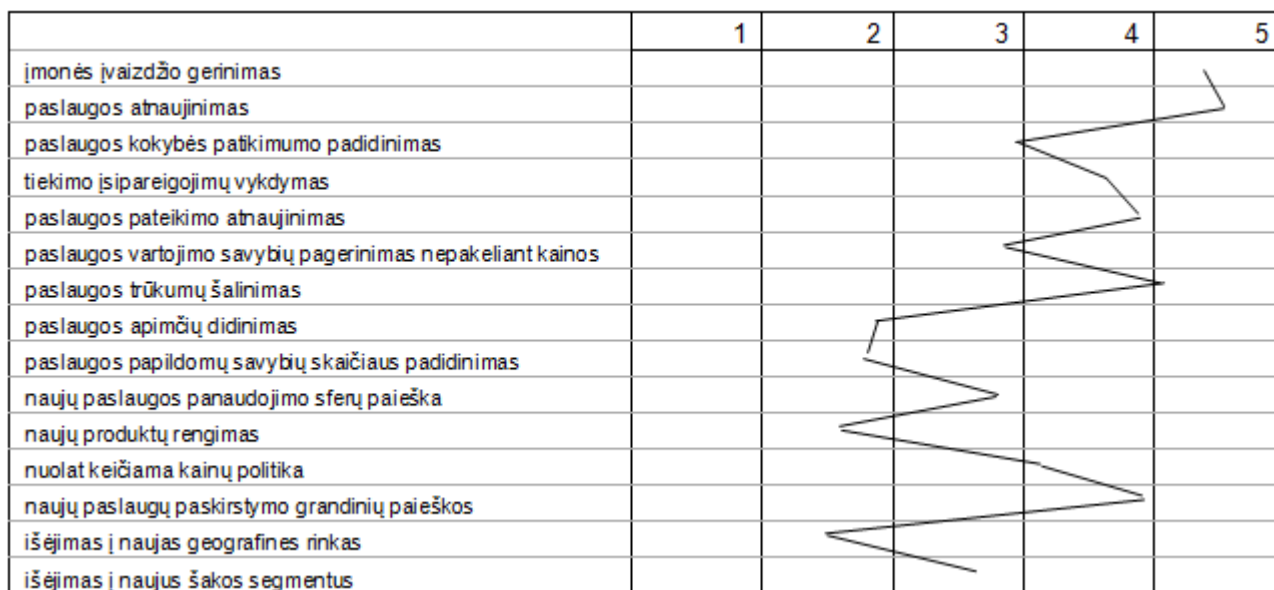 1 2 3 4 5
įmonės įvaizdžio gerinimas
paslaugos atnaujinimas
paslaugos kokybės patikimumo padidinimas
tiekimo įsipareigojimų vykdymas
paslaugos pateikimo atnaujinimas
paslaugos vartojimo savybių pagerinimas nepakeliant kainos
paslaugos trūkumų šalinimas
paslaugos apimčių didinimas
paslaugos papildomų savybių skaičiaus padidinimas
naujų paslaugos panaudojimo sferų paieška
naujų produktų rengimas
nuolat keičiama kainų politika
naujų paslaugų paskirstymo grandinių paieškos
išėjimas į naujas geografines rinkas
išėjimas į naujus šakos segmentus